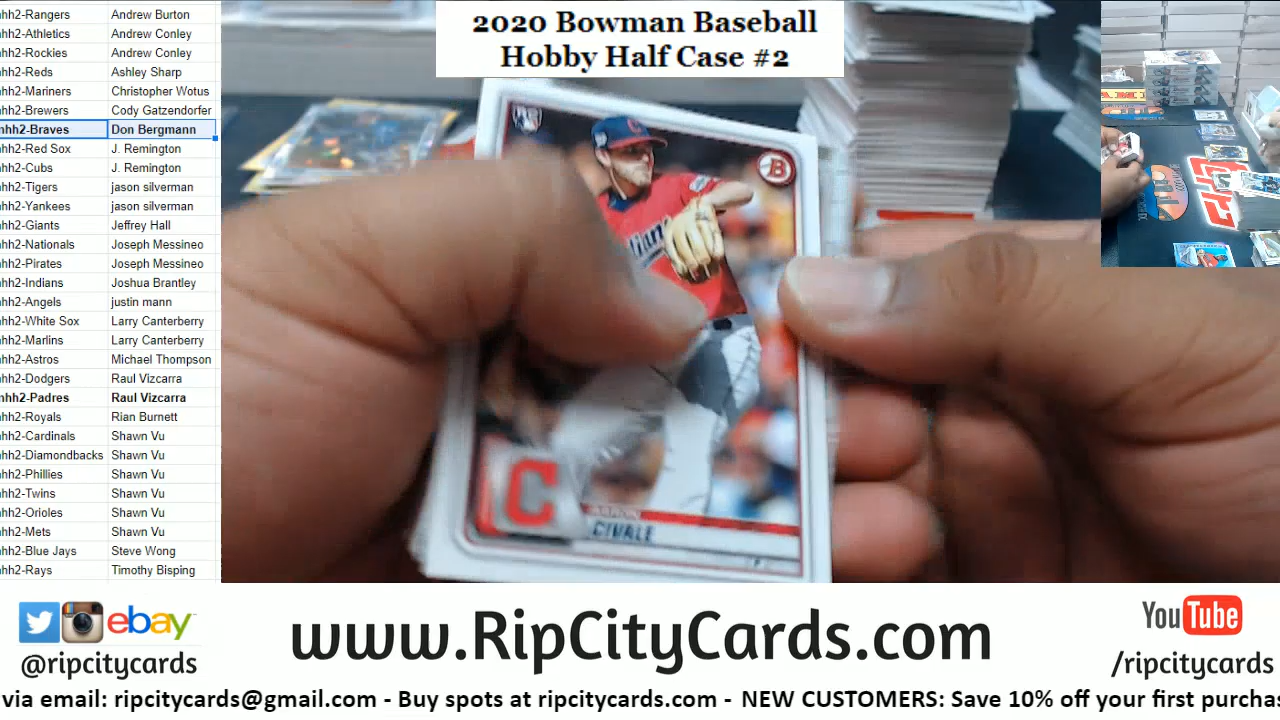 hh2-Rangers Andrew Burton
hh2-Athletics Andrew Conley
hh2-Rockies Andrew Conley
hh2-Reds Ashley Sharp
hh2-Mariners Christopher Wotus
hh2-Brewers Cody Gatzendorfer
hh2-Braves Don Bergmann
hh2-Red Sox J. Remington
hh2-Cubs J. Remington
hh2-Tigers jason silverman
hh2-Yankees jason silverman
hh2-Giants Jeffrey Hall
hh2-Nationals Joseph Messineo
hh2-Pirates Joseph Messineo
hh2-Indians Joshua Brantley
hh2-Angels justin mann
hh2-White Sox Larry Canterberry
hh2-Marlins Larry Canterberry
hh2-Astros Michael Thompson
hh2-Dodgers Raul Vizcarra
hh2-Padres Raul Vizcarra
hh2-Royals Rian Burnett
hh2-Cardinals Shawn Vu
hh2-Diamondbacks Shawn Vu
hh2-Phillies Shawn Vu
hh2-Twins Shawn Vu
hh2-Orioles Shawn Vu
hh2-Mets Shawn Vu
hh2-Blue Jays Steve Wong
hh2-Rays Timothy Bisping
2020 Bowman Baseball
Hobby Half Case #2
B
C
AARON
CIVALE
ebay
@ripcitycards
www.RipCityCards.com
YouTube
/ripcitycards
via email: ripcitycards@gmail.com - Buy spots at ripcitycards.com - NEW CUSTOMERS: Save 10% off your first purcha